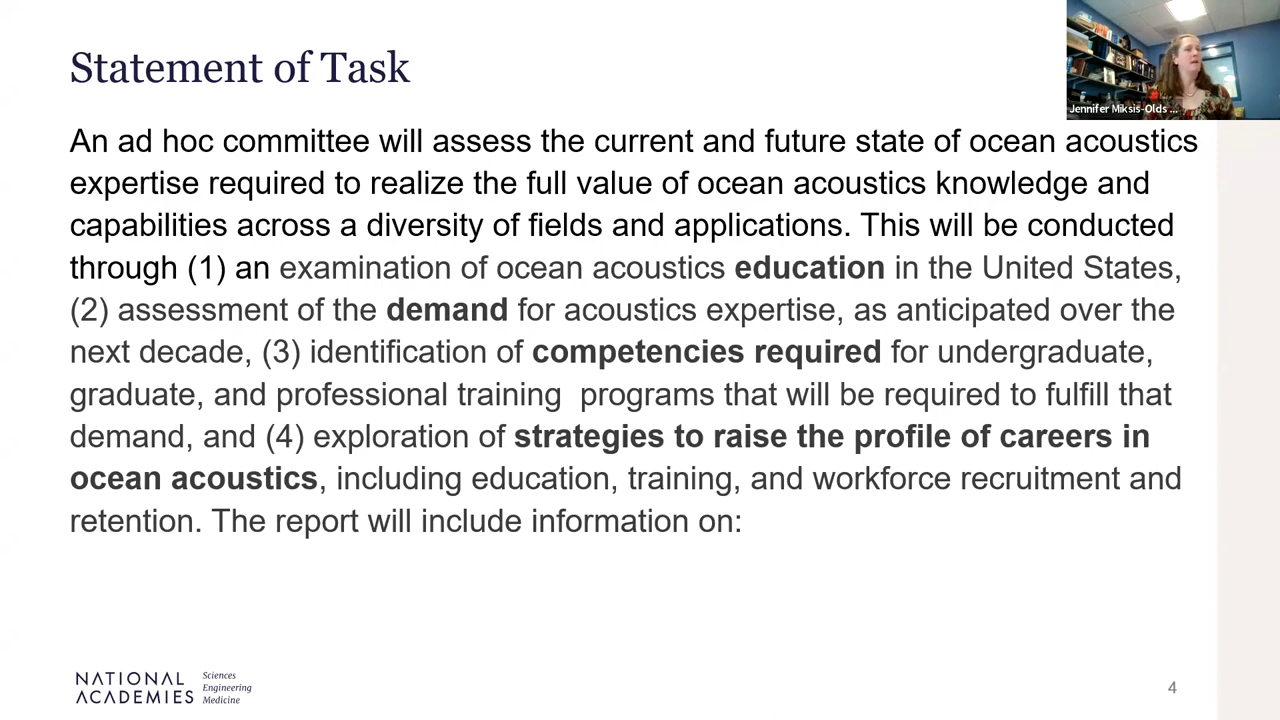 Statement of Task
Jennifer Miksis-Olds ...
An ad hoc committee will assess the current and future state of ocean acoustics
expertise required to realize the full value of ocean acoustics knowledge and
capabilities across a diversity of fields and applications. This will be conducted
through (1) an examination of ocean acoustics education in the United States,
(2) assessment of the demand for acoustics expertise, as anticipated over the
next decade, (3) identification of competencies required for undergraduate,
graduate, and professional training  programs that will be required to fulfill that
demand, and (4) exploration of strategies to raise the profile of careers in
ocean acoustics, including education, training, and workforce recruitment and
retention. The report will include information on:
NATIONAL
ACADEMIES
Sciences
Engineering
Medicine
4